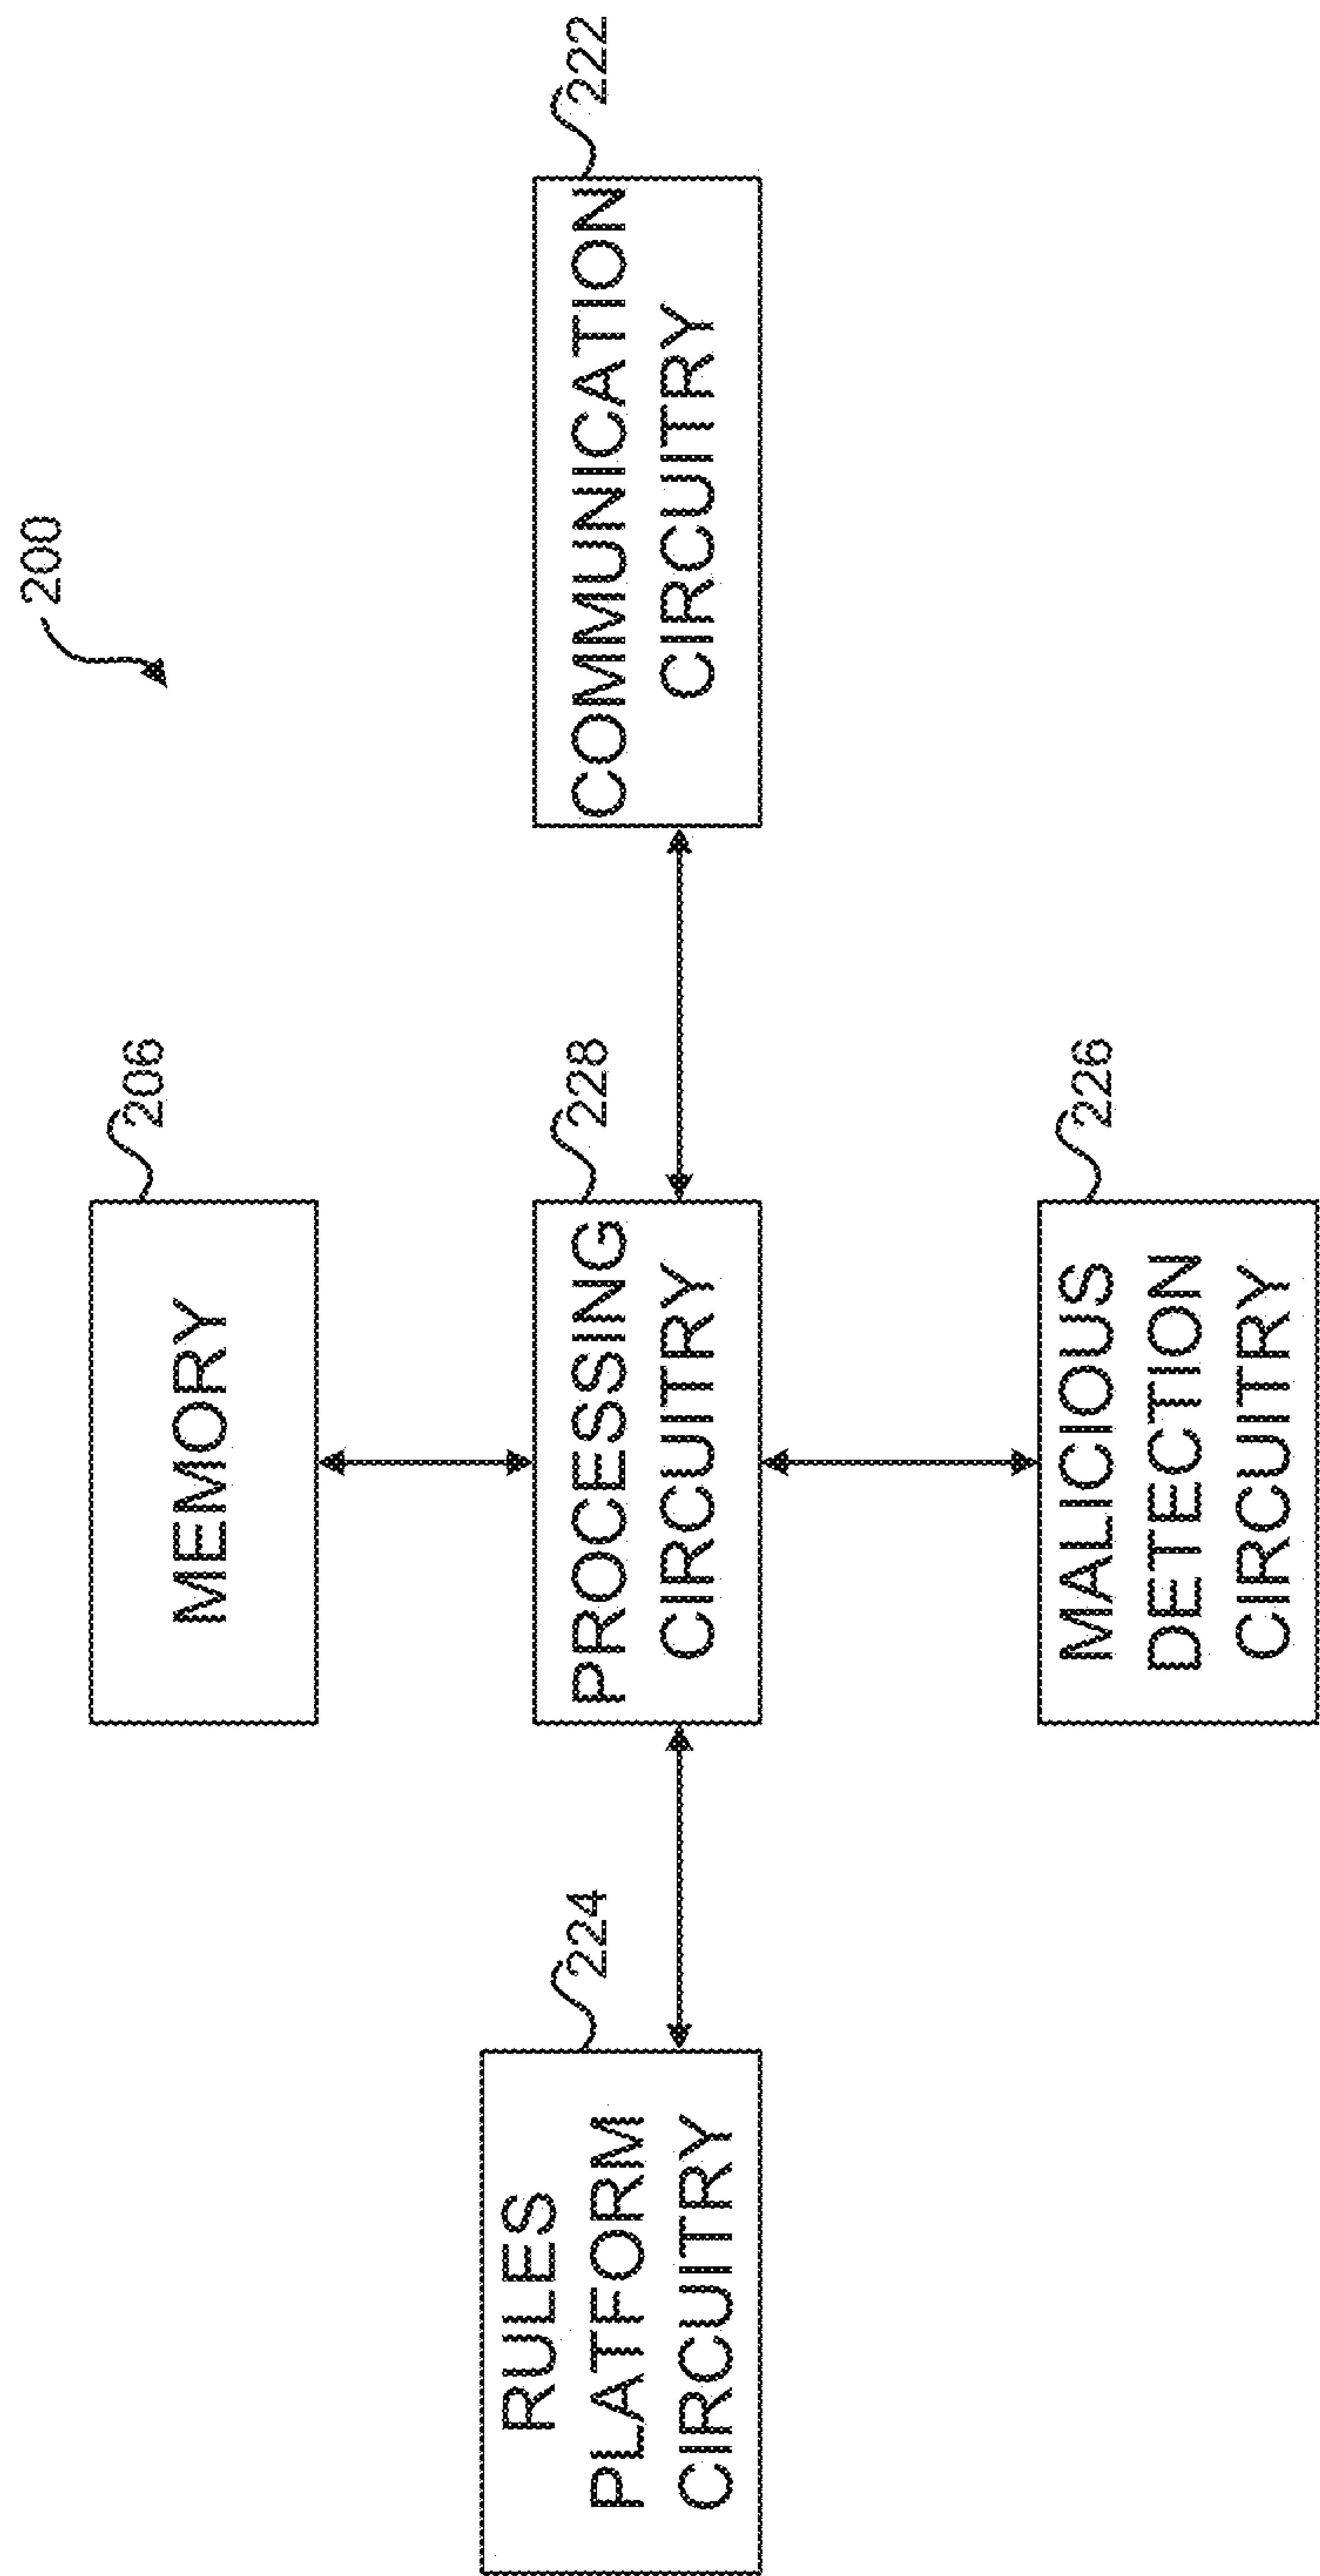 200
MEMORY
206
RULES
PLATFORM
CIRCUITRY
224
PROCESSING
CIRCUITRY
228
COMMUNICATION
CIRCUITRY
222
MALICIOUS
DETECTION
CIRCUITRY
226